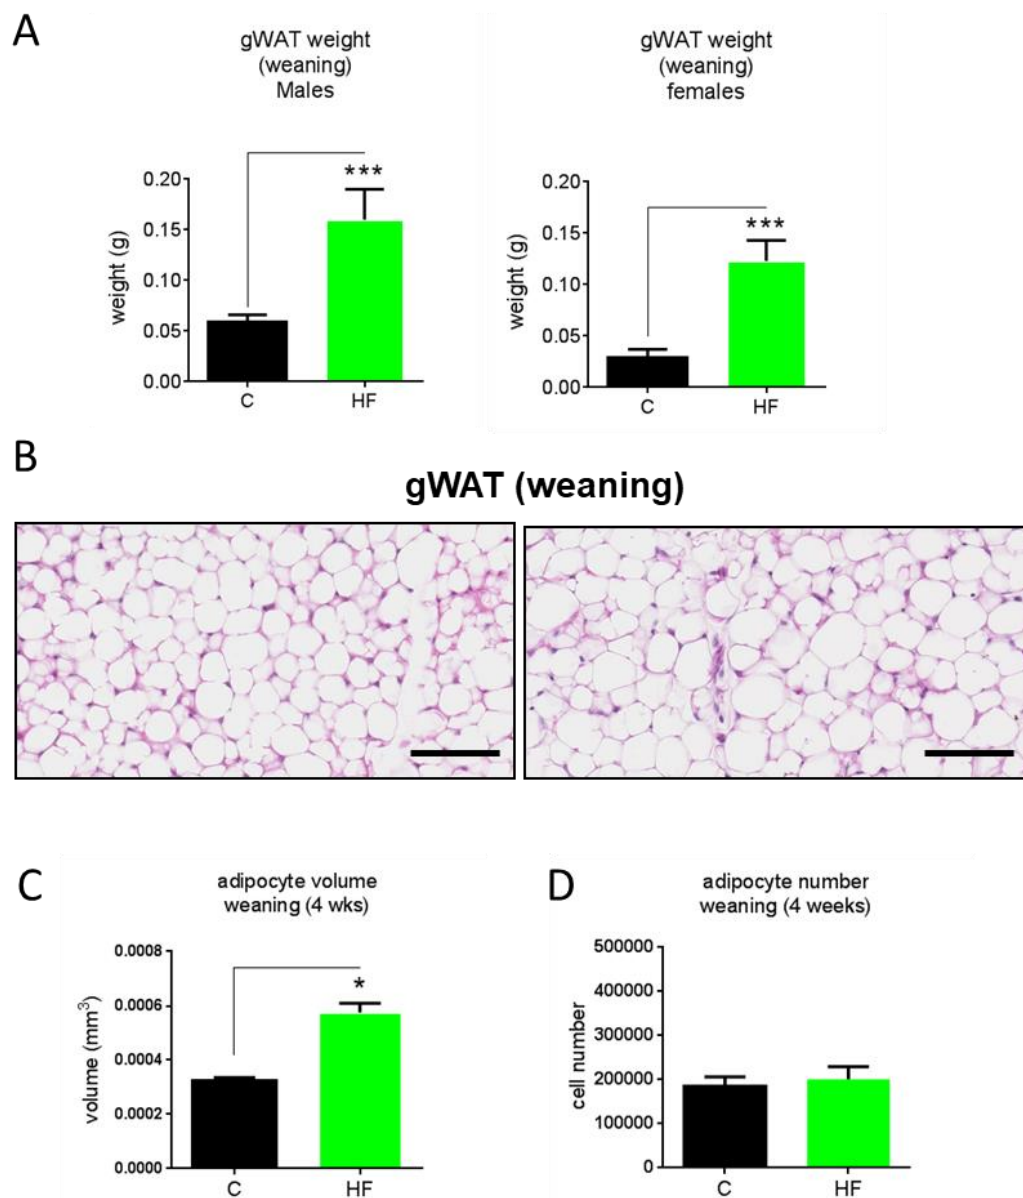 A
gWAT weight
(weaning)
Males
***
0.20
0.15
0.10
0.05
0.00
weight (g)
C
HF
gWAT weight
(weaning)
females
***
0.20
0.15
0.10
0.05
0.00
weight (g)
C
HF
B
gWAT (weaning)
C
adipocyte volume
weaning (4 wks)
*
0.0008
0.0006
0.0004
0.0002
0.0000
volume (mm³)
C
HF
D
adipocyte number
weaning (4 weeks)
500000
400000
300000
200000
100000
0
cell number
C
HF